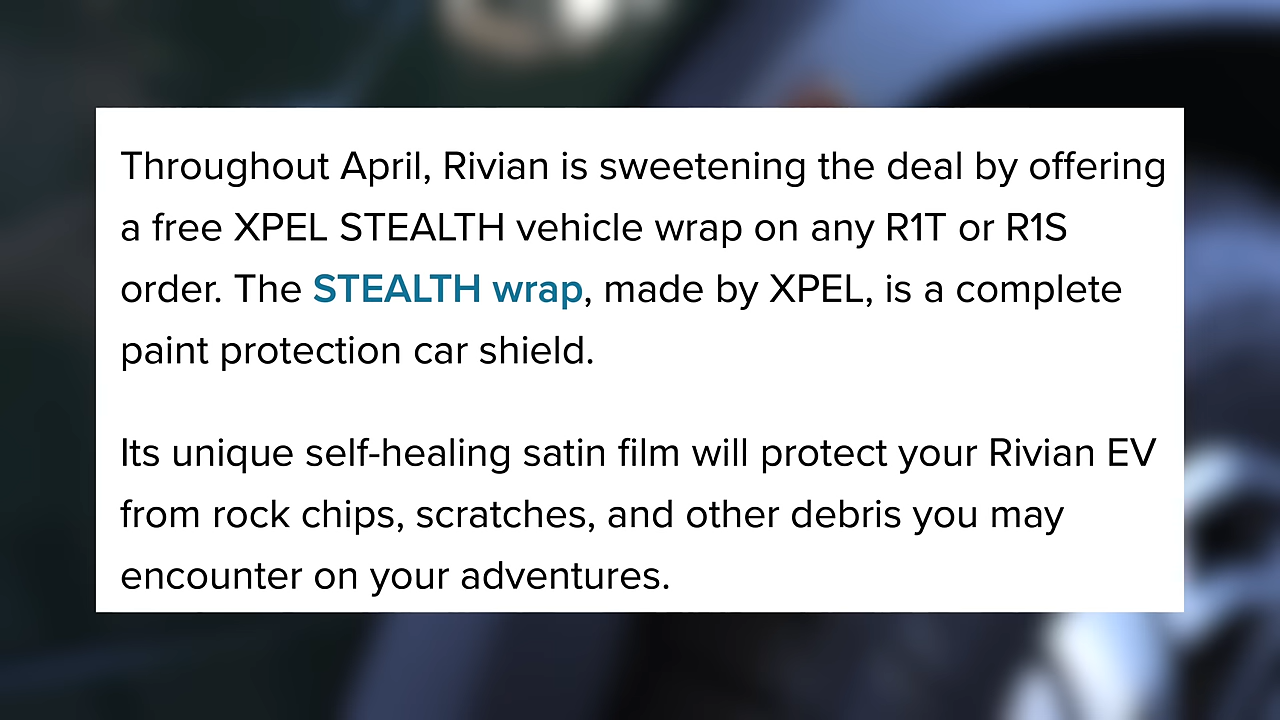 Throughout April, Rivian is sweetening the deal by offering
a free XPEL STEALTH vehicle wrap on any R1T or R1S
order. The STEALTH wrap, made by XPEL, is a complete
paint protection car shield.
Its unique self-healing satin film will protect your Rivian EV
from rock chips, scratches, and other debris you may
encounter on your adventures.